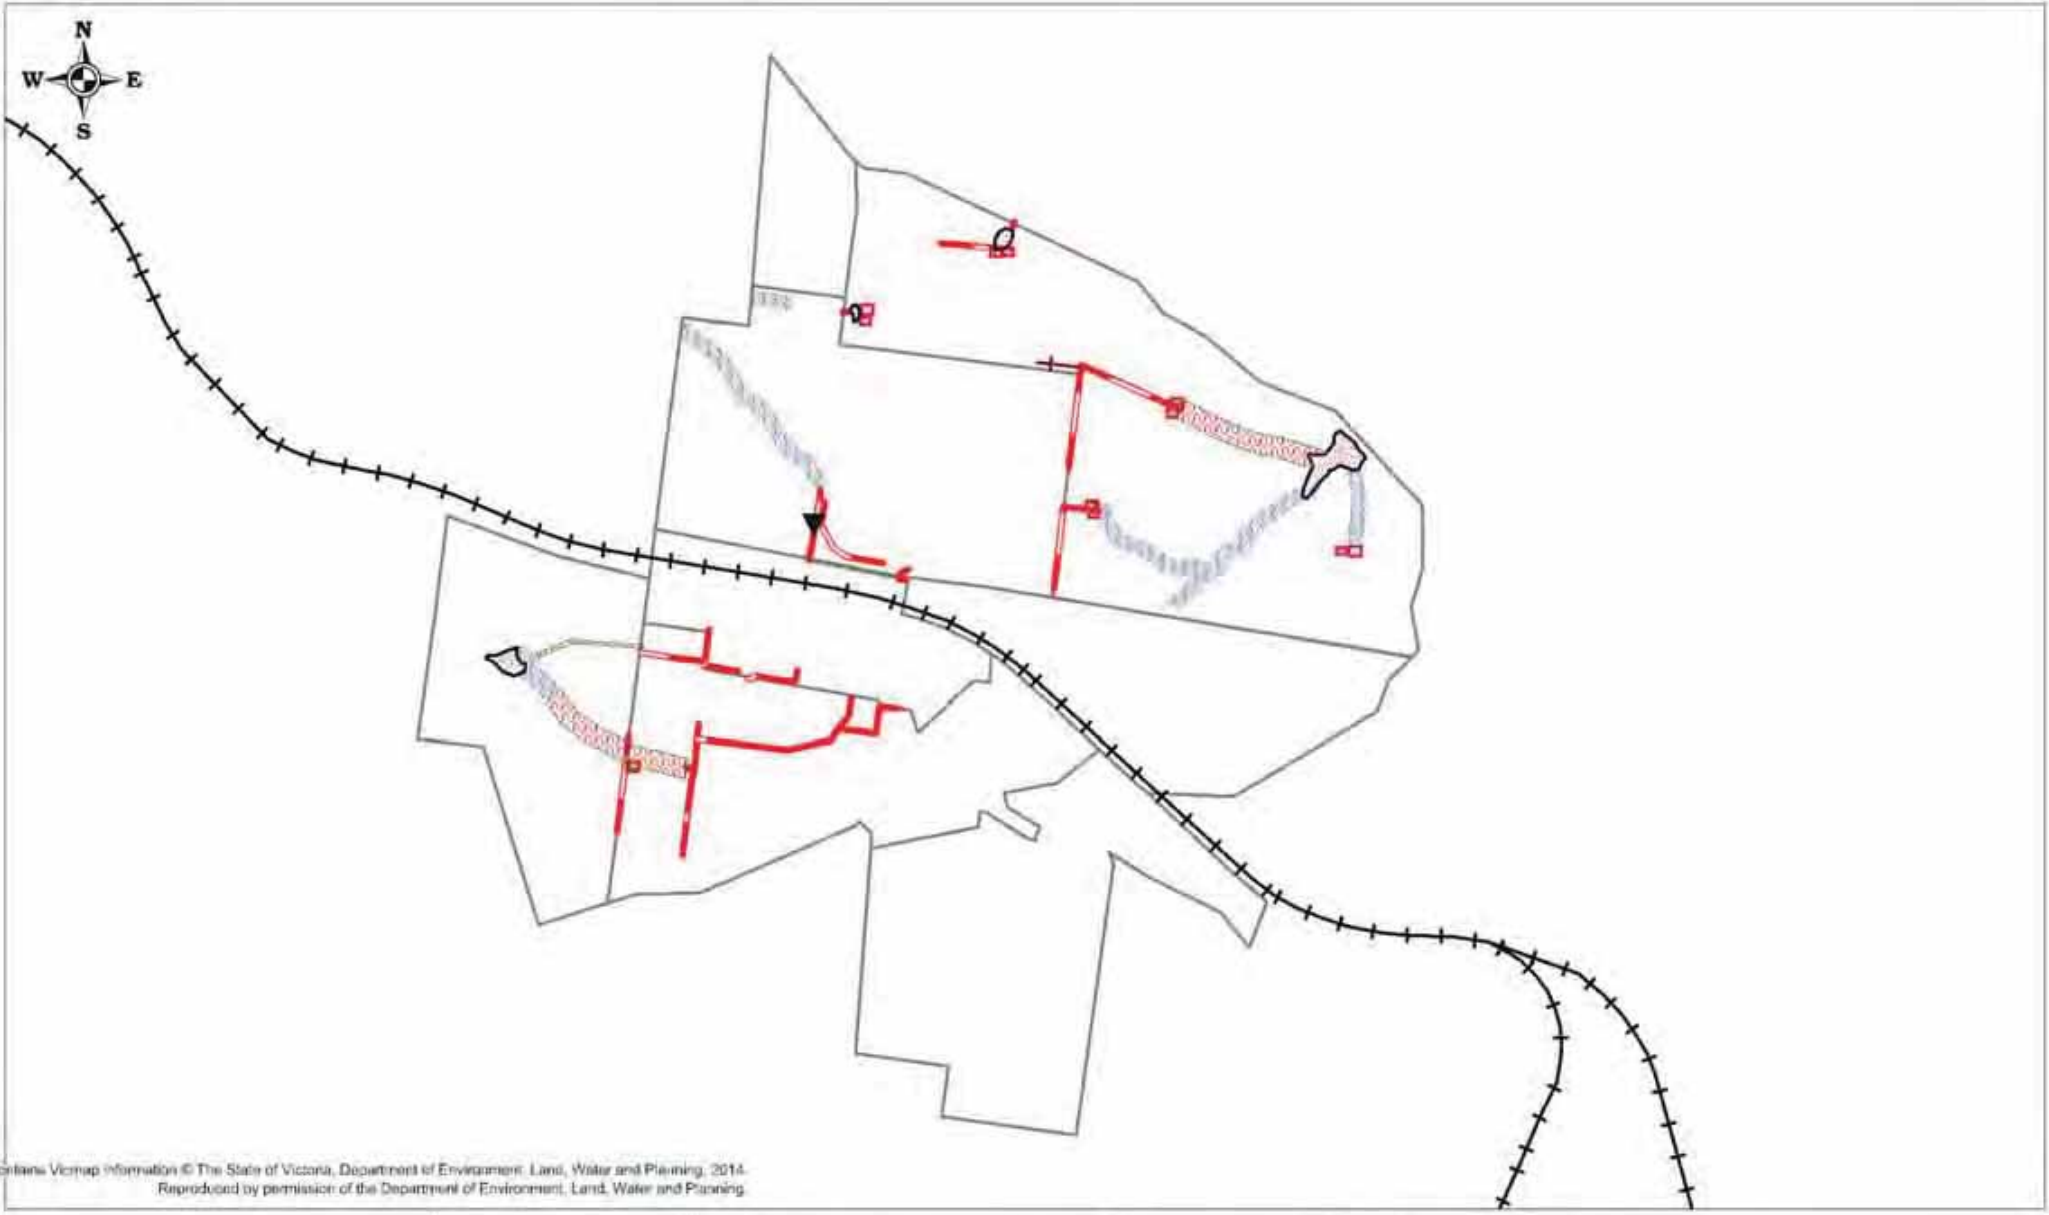 N
W E
S
Vicmap Information © The State of Victoria, Department of Environment, Land, Water and Planning, 2014.
Reproduced by permission of the Department of Environment, Land, Water and Planning.